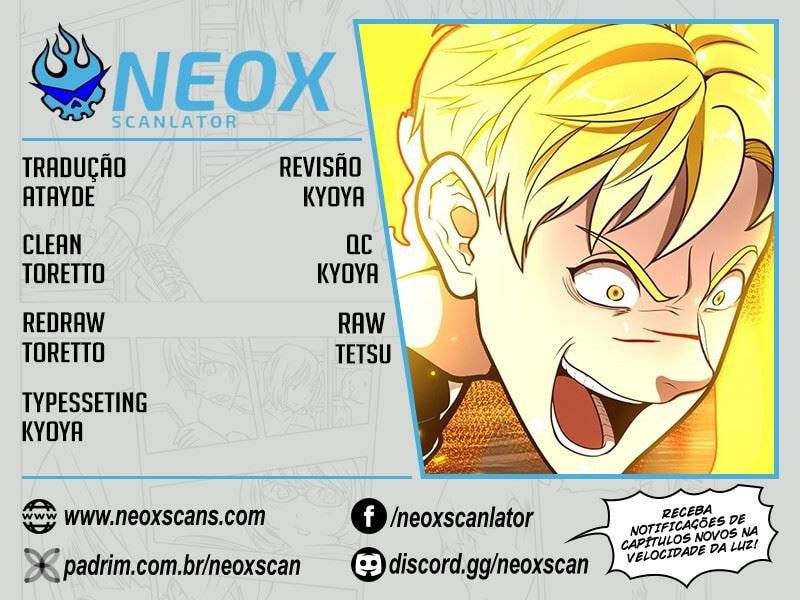 NEOX
SCANLATOR
TRADUÇÃO
ATAYDE
REVISÃO
KYOYA
CLEAN
TORETTO
QC
KYOYA
REDRAW
TORETTO
RAW
TETSU
TYPESSETING
KYOYA
www.neoxscans.com
/neoxscanlator
padrim.com.br/neoxscan
discord.gg/neoxscan
RECEBA
NOTIFICAÇÕES DE
CAPÍTULOS NOVOS NA
VELOCIDADE DA LUZ!